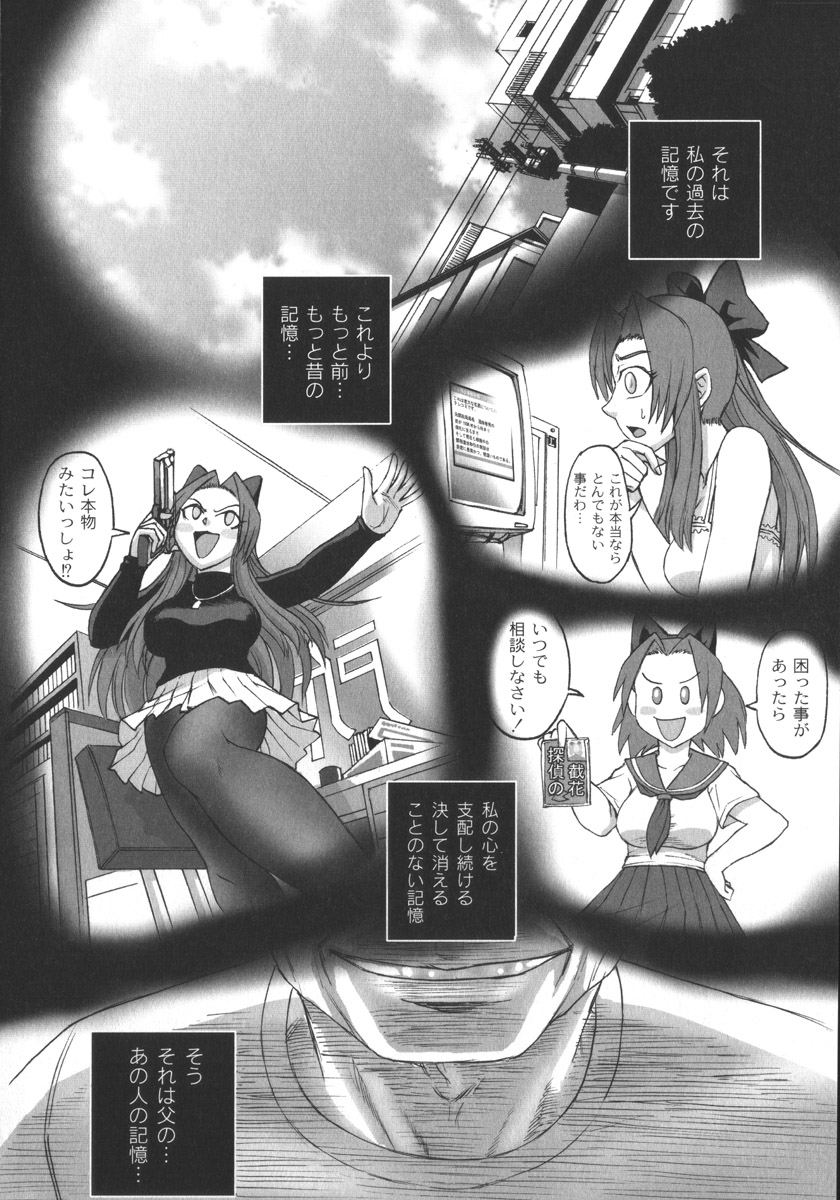 それは
私の過去の
記憶です
これより
もっと前…
もっと昔の
記憶…
これが本当なら
とんでもない
事だわ…
コレ本物
みたいっしょ!?
困った事が
あったら
いつでも
相談しなさい！
截花
探偵の
私の心を
支配し続ける
決して消える
ことのない記憶
そう
それは父の…
あの人の記憶…